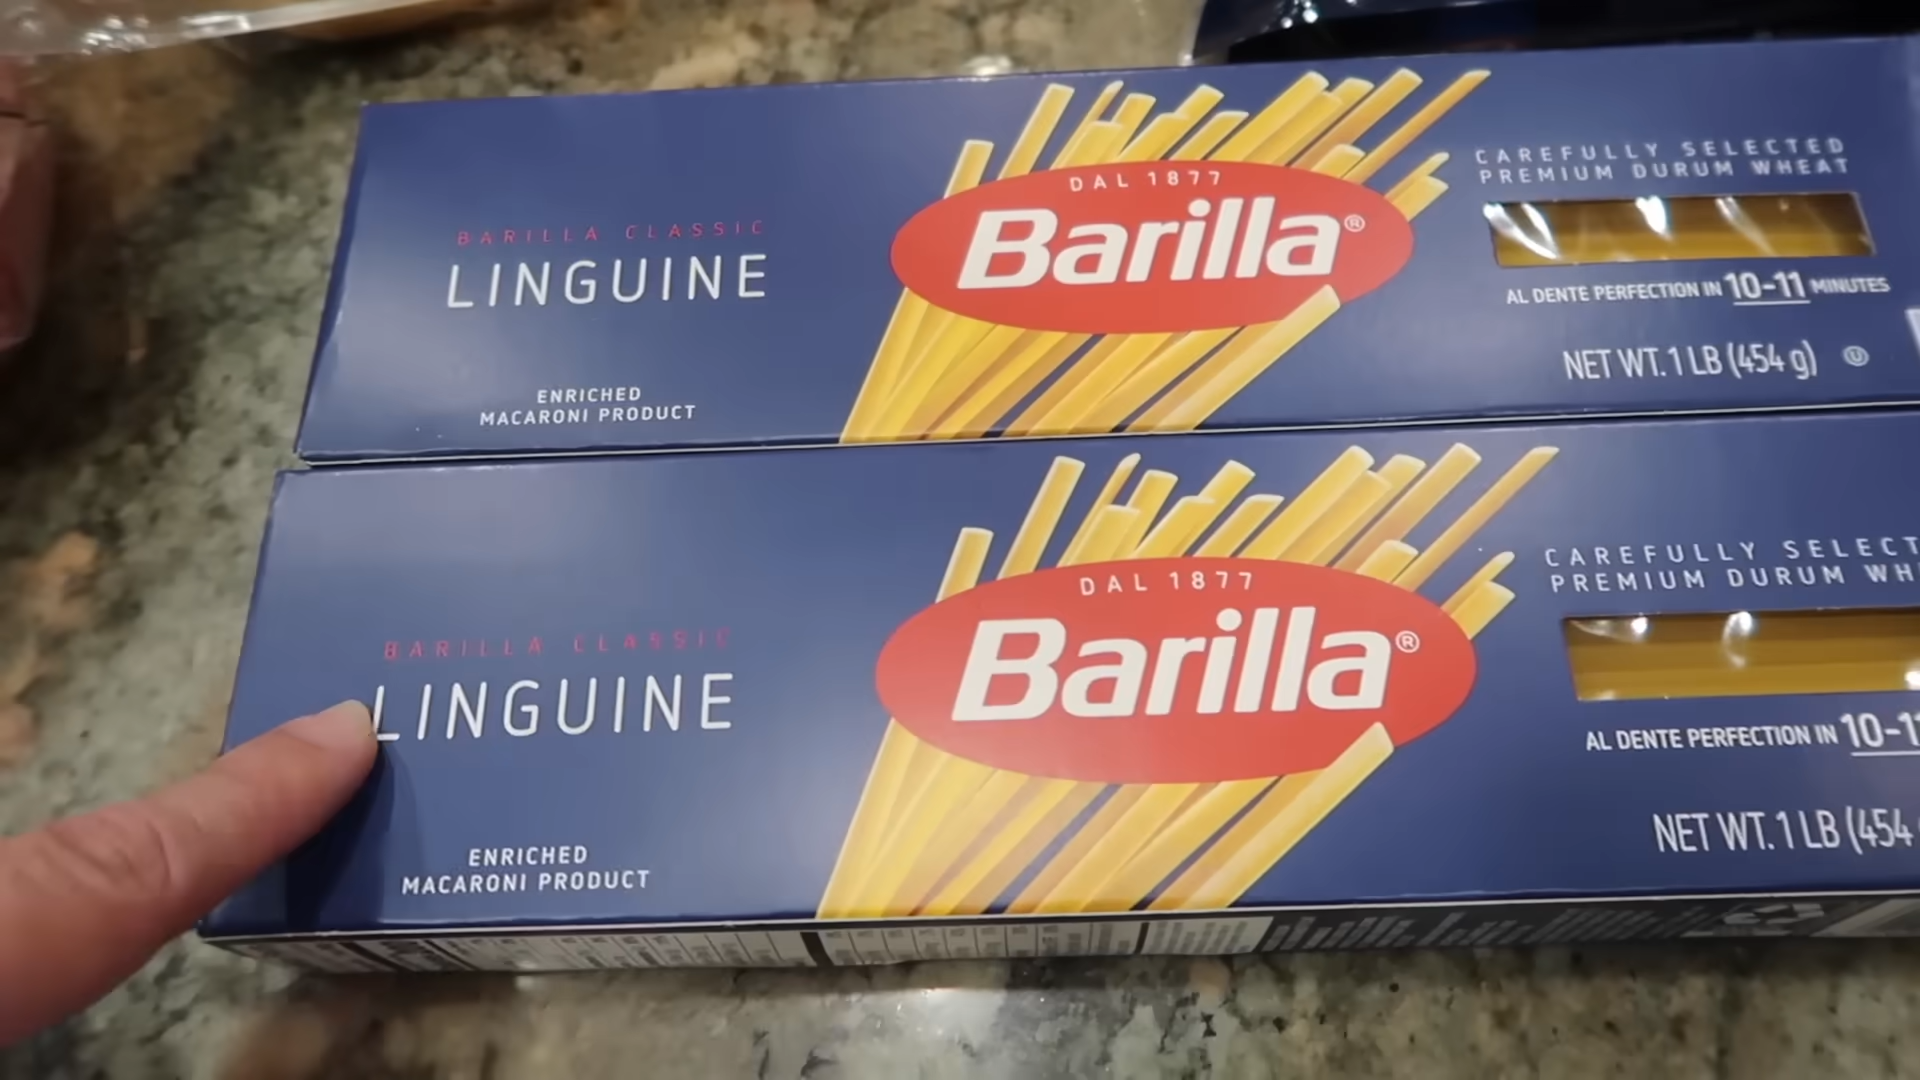 BARILLA CLASSIC
LINGUINE
ENRICHED
MACARONI PRODUCT
DAL 1877
Barilla®
CAREFULLY SELECTED
PREMIUM DURUM WHEAT
AL DENTE PERFECTION IN 10-11 MINUTES
NET WT. 1 LB (454 g) U
BARILLA CLASSIC
LINGUINE
ENRICHED
MACARONI PRODUCT
DAL 1877
Barilla®
CAREFULLY SELECT
PREMIUM DURUM WH
AL DENTE PERFECTION IN 10-1
NET WT. 1 LB (454